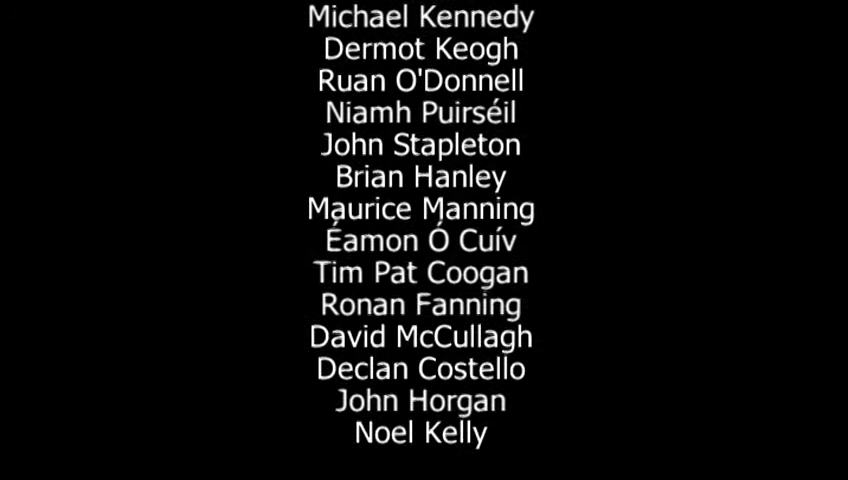 Michael Kennedy
Dermot Keogh
Ruan O'Donnell
Niamh Puirséil
John Stapleton
Brian Hanley
Maurice Manning
Éamon Ó Cuív
Tim Pat Coogan
Ronan Fanning
David McCullagh
Declan Costello
John Horgan
Noel Kelly